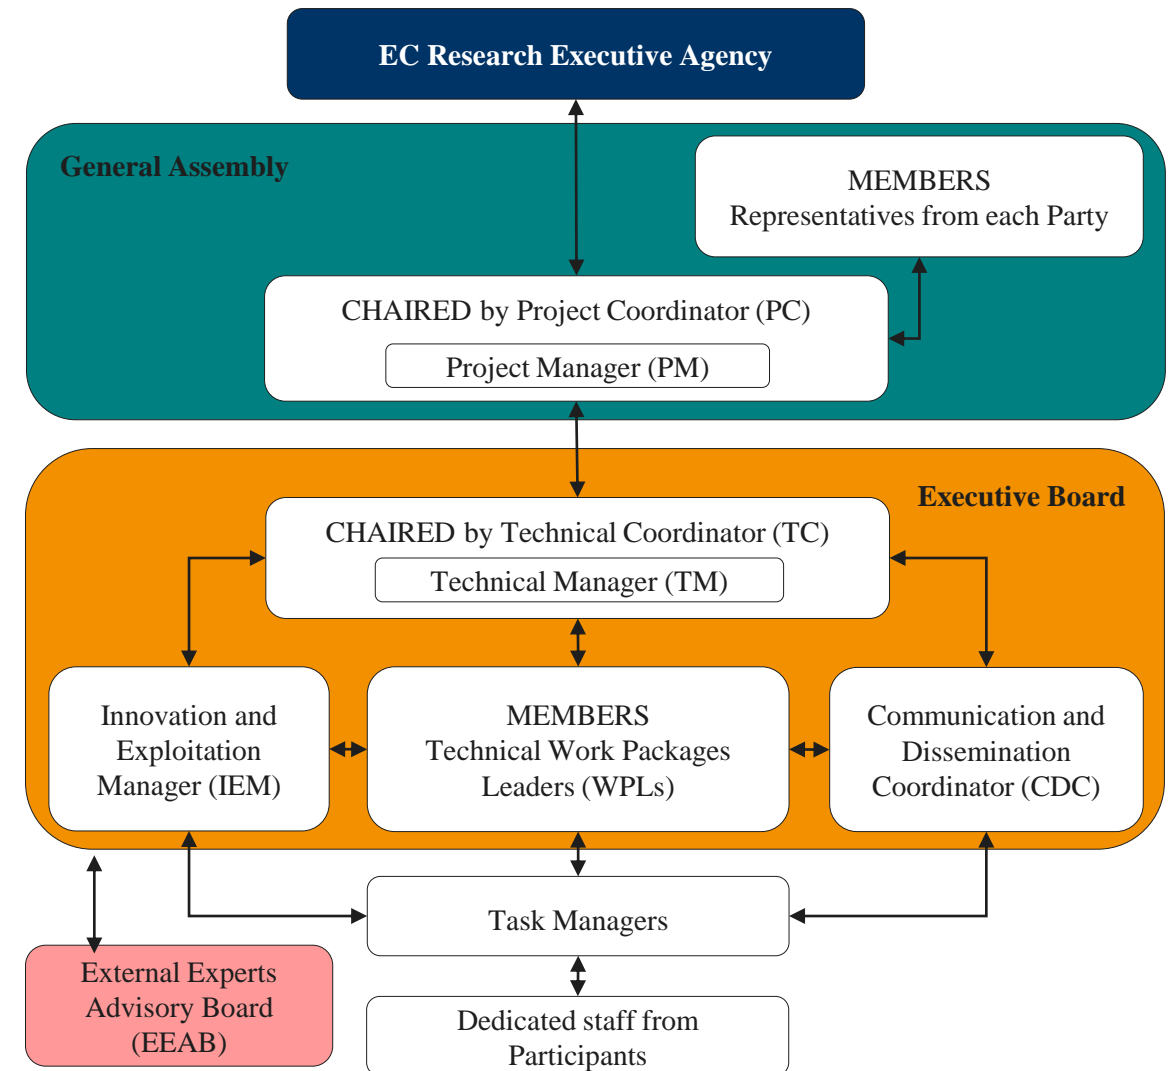 EC Research Executive Agency
General Assembly
MEMBERS
Representatives from each Party
CHAIRED by Project Coordinator (PC)
Project Manager (PM)
Executive Board
CHAIRED by Technical Coordinator (TC)
Technical Manager (TM)
Innovation and
Exploitation
Manager (IEM)
MEMBERS
Technical Work Packages
Leaders (WPLs)
Communication and
Dissemination
Coordinator (CDC)
Task Managers
External Experts
Advisory Board
(EEAB)
Dedicated staff from
Participants